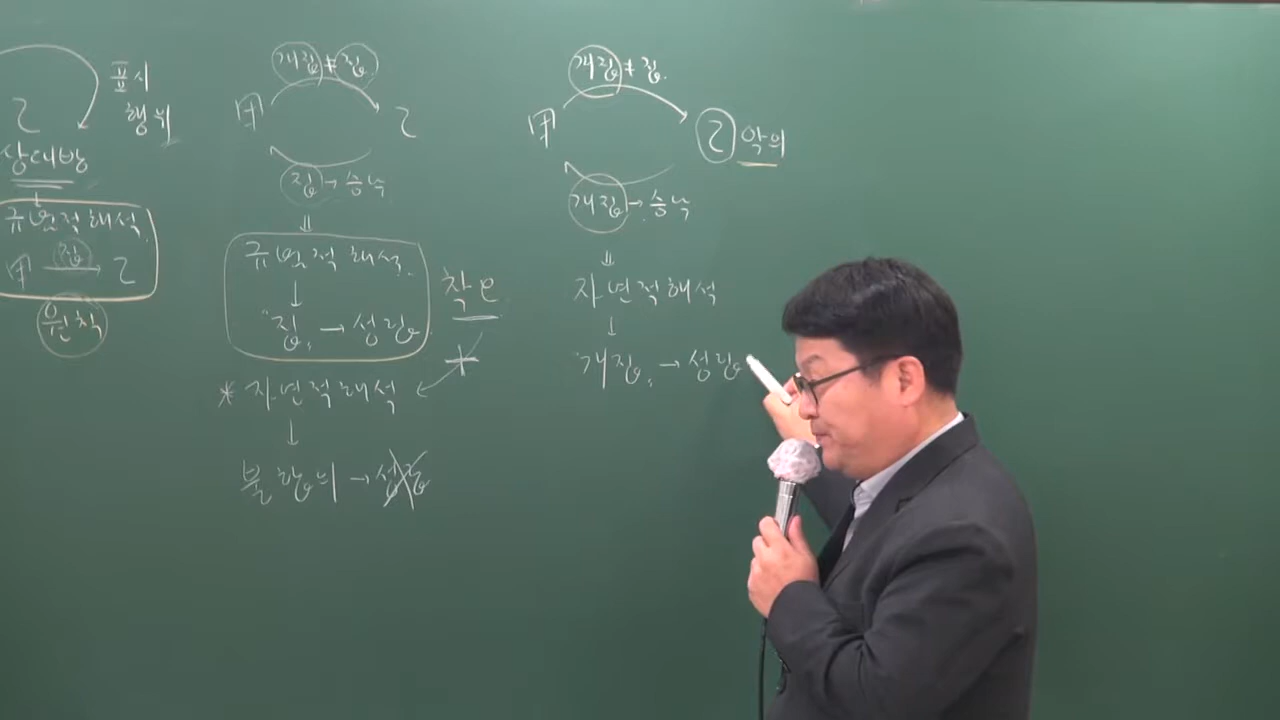 표시
행위
乙
상대방
규범적 해석
집
甲 → 乙
원칙
개집 ≠ 집
甲
乙
집 → 승낙
⇓
규범적 해석
↓
"집" → 성립
착오
* 자연적 해석
↓
불합의 → 성립
개집 ≠ 집
甲
乙 악의
개집 → 승낙
⇓
자연적 해석
↓
"개집" → 성립